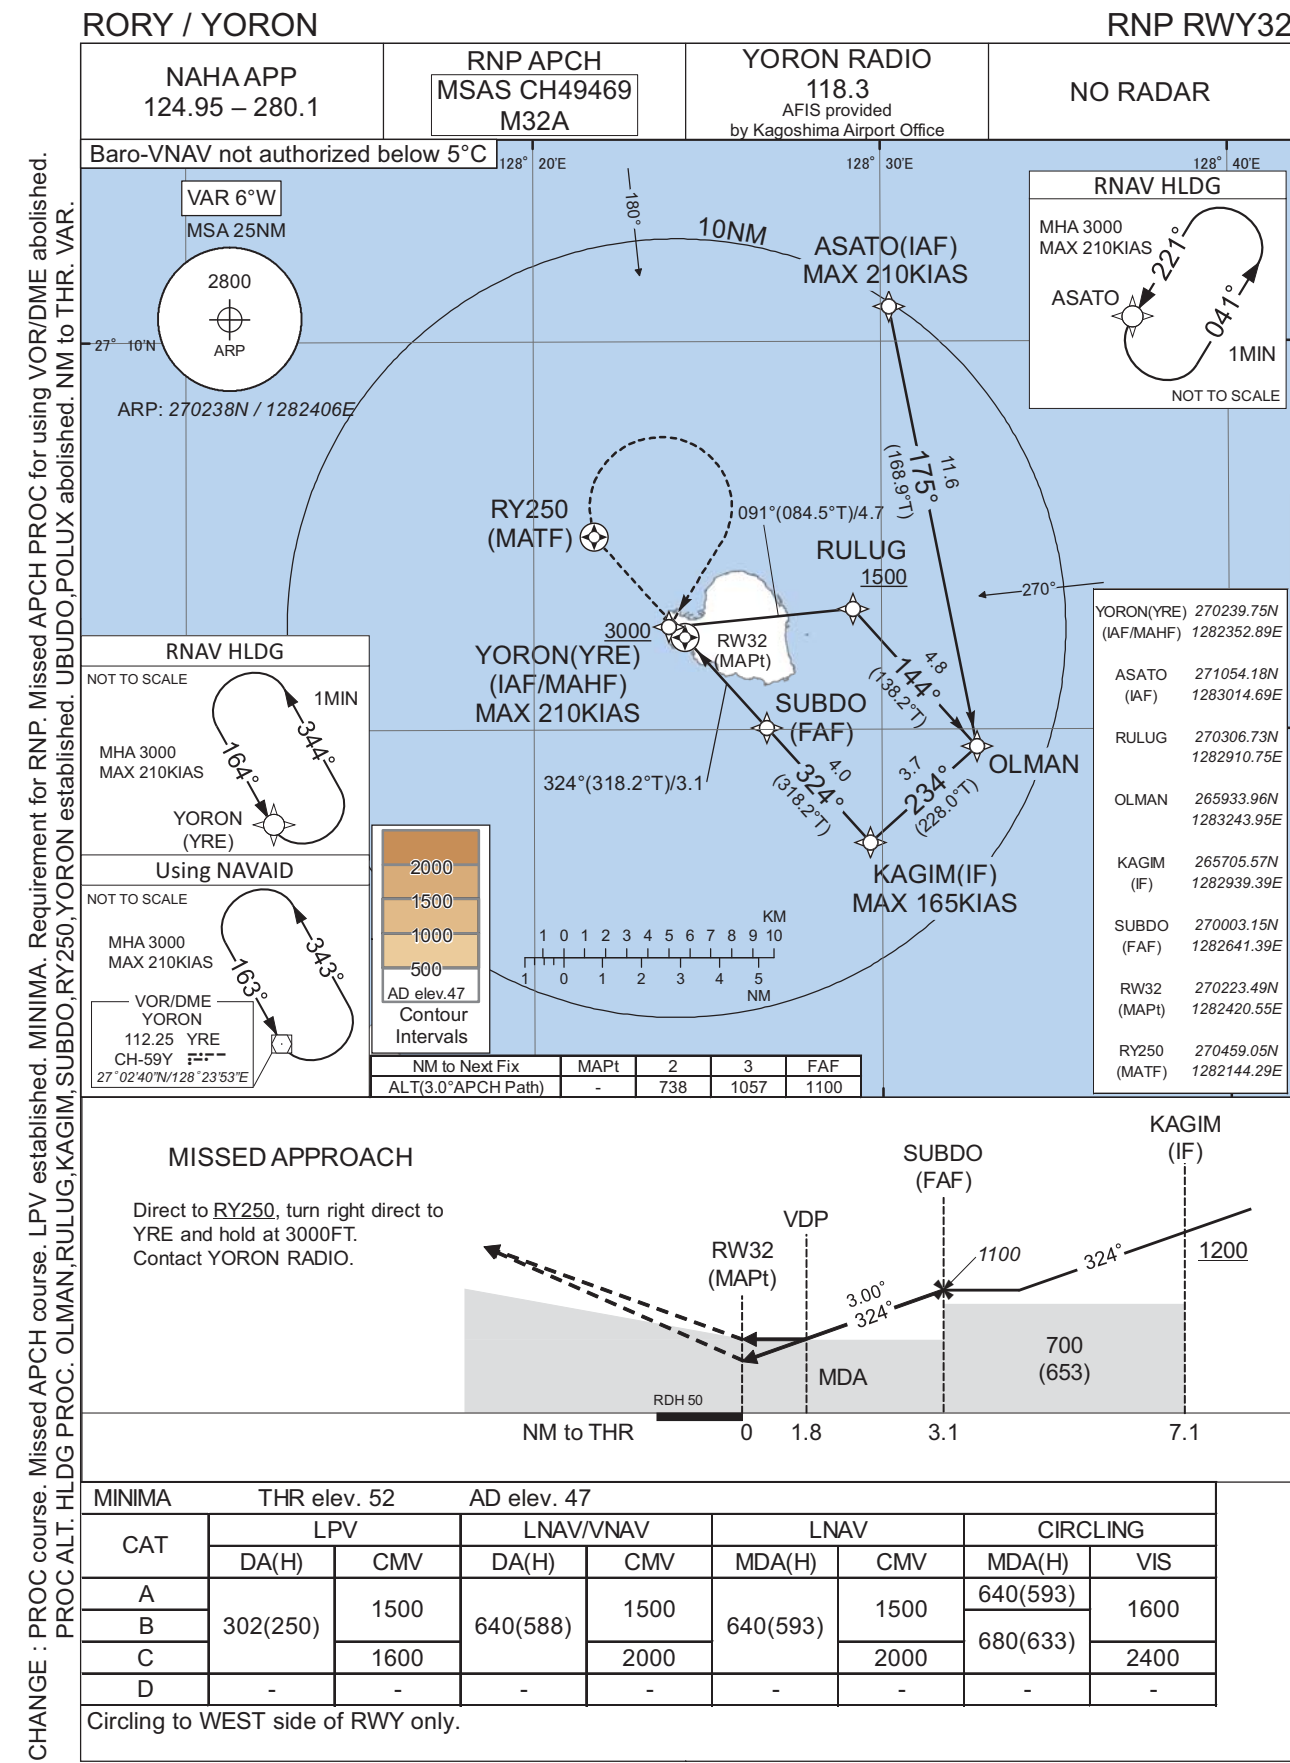 RORY / YORON
RNP RWY32
NAHA APP
124.95 – 280.1
RNP APCH
MSAS CH49469
M32A
YORON RADIO
118.3
AFIS provided
by Kagoshima Airport Office
NO RADAR
Baro-VNAV not authorized below 5°C
128° 20'E
128° 30'E
128° 40'E
VAR 6°W
MSA 25NM
2800
ARP
ARP: 270238N / 1282406E
27° 10'N
180°
10NM
ASATO(IAF)
MAX 210KIAS
RNAV HLDG
MHA 3000
MAX 210KIAS
221°
ASATO
041°
1MIN
NOT TO SCALE
11.6
175°
(168.9°T)
RY250
(MATF)
091°(084.5°T)/4.7
RULUG
1500
270°
3000
RW32
(MAPt)
YORON(YRE)
(IAF/MAHF)
MAX 210KIAS
4.8
144°
(138.2°T)
SUBDO
(FAF)
OLMAN
324°(318.2°T)/3.1
4.0
324°
(318.2°T)
3.7
234°
(228.0°T)
KAGIM(IF)
MAX 165KIAS
YORON(YRE) 270239.75N
(IAF/MAHF) 1282352.89E
ASATO 271054.18N
(IAF) 1283014.69E
RULUG 270306.73N
1282910.75E
OLMAN 265933.96N
1283243.95E
KAGIM 265705.57N
(IF) 1282939.39E
SUBDO 270003.15N
(FAF) 1282641.39E
RW32 270223.49N
(MAPt) 1282420.55E
RY250 270459.05N
(MATF) 1282144.29E
RNAV HLDG
NOT TO SCALE
1MIN
344°
164°
MHA 3000
MAX 210KIAS
YORON
(YRE)
Using NAVAID
NOT TO SCALE
MHA 3000
MAX 210KIAS
343°
163°
VOR/DME
YORON
112.25 YRE
CH-59Y
27°02'40"N/128°23'53"E
2000
1500
1000
500
AD elev.47
Contour
Intervals
KM
1 0 1 2 3 4 5 6 7 8 9 10
1 0 1 2 3 4 5
NM
NM to Next Fix MAPt 2 3 FAF
ALT(3.0°APCH Path) - 738 1057 1100
MISSED APPROACH
Direct to RY250, turn right direct to
YRE and hold at 3000FT.
Contact YORON RADIO.
KAGIM
(IF)
SUBDO
(FAF)
VDP
RW32
(MAPt)
1100
324°
1200
3.00°
324°
700
(653)
MDA
RDH 50
NM to THR 0 1.8 3.1 7.1
MINIMA THR elev. 52 AD elev. 47
CAT LPV LNAV/VNAV LNAV CIRCLING
DA(H) CMV DA(H) CMV MDA(H) CMV MDA(H) VIS
A 302(250) 1500 640(588) 1500 640(593) 1500 640(593) 1600
B 680(633)
C 1600 2000 2000 2400
D - - - - - - - -
Circling to WEST side of RWY only.
CHANGE : PROC course. Missed APCH course. LPV established. MINIMA. Requirement for RNP. Missed APCH PROC for using VOR/DME abolished.
PROC ALT. HLDG PROC. OLMAN,RULUG,KAGIM,SUBDO,RY250,YORON established. UBUDO,POLUX abolished. NM to THR. VAR.